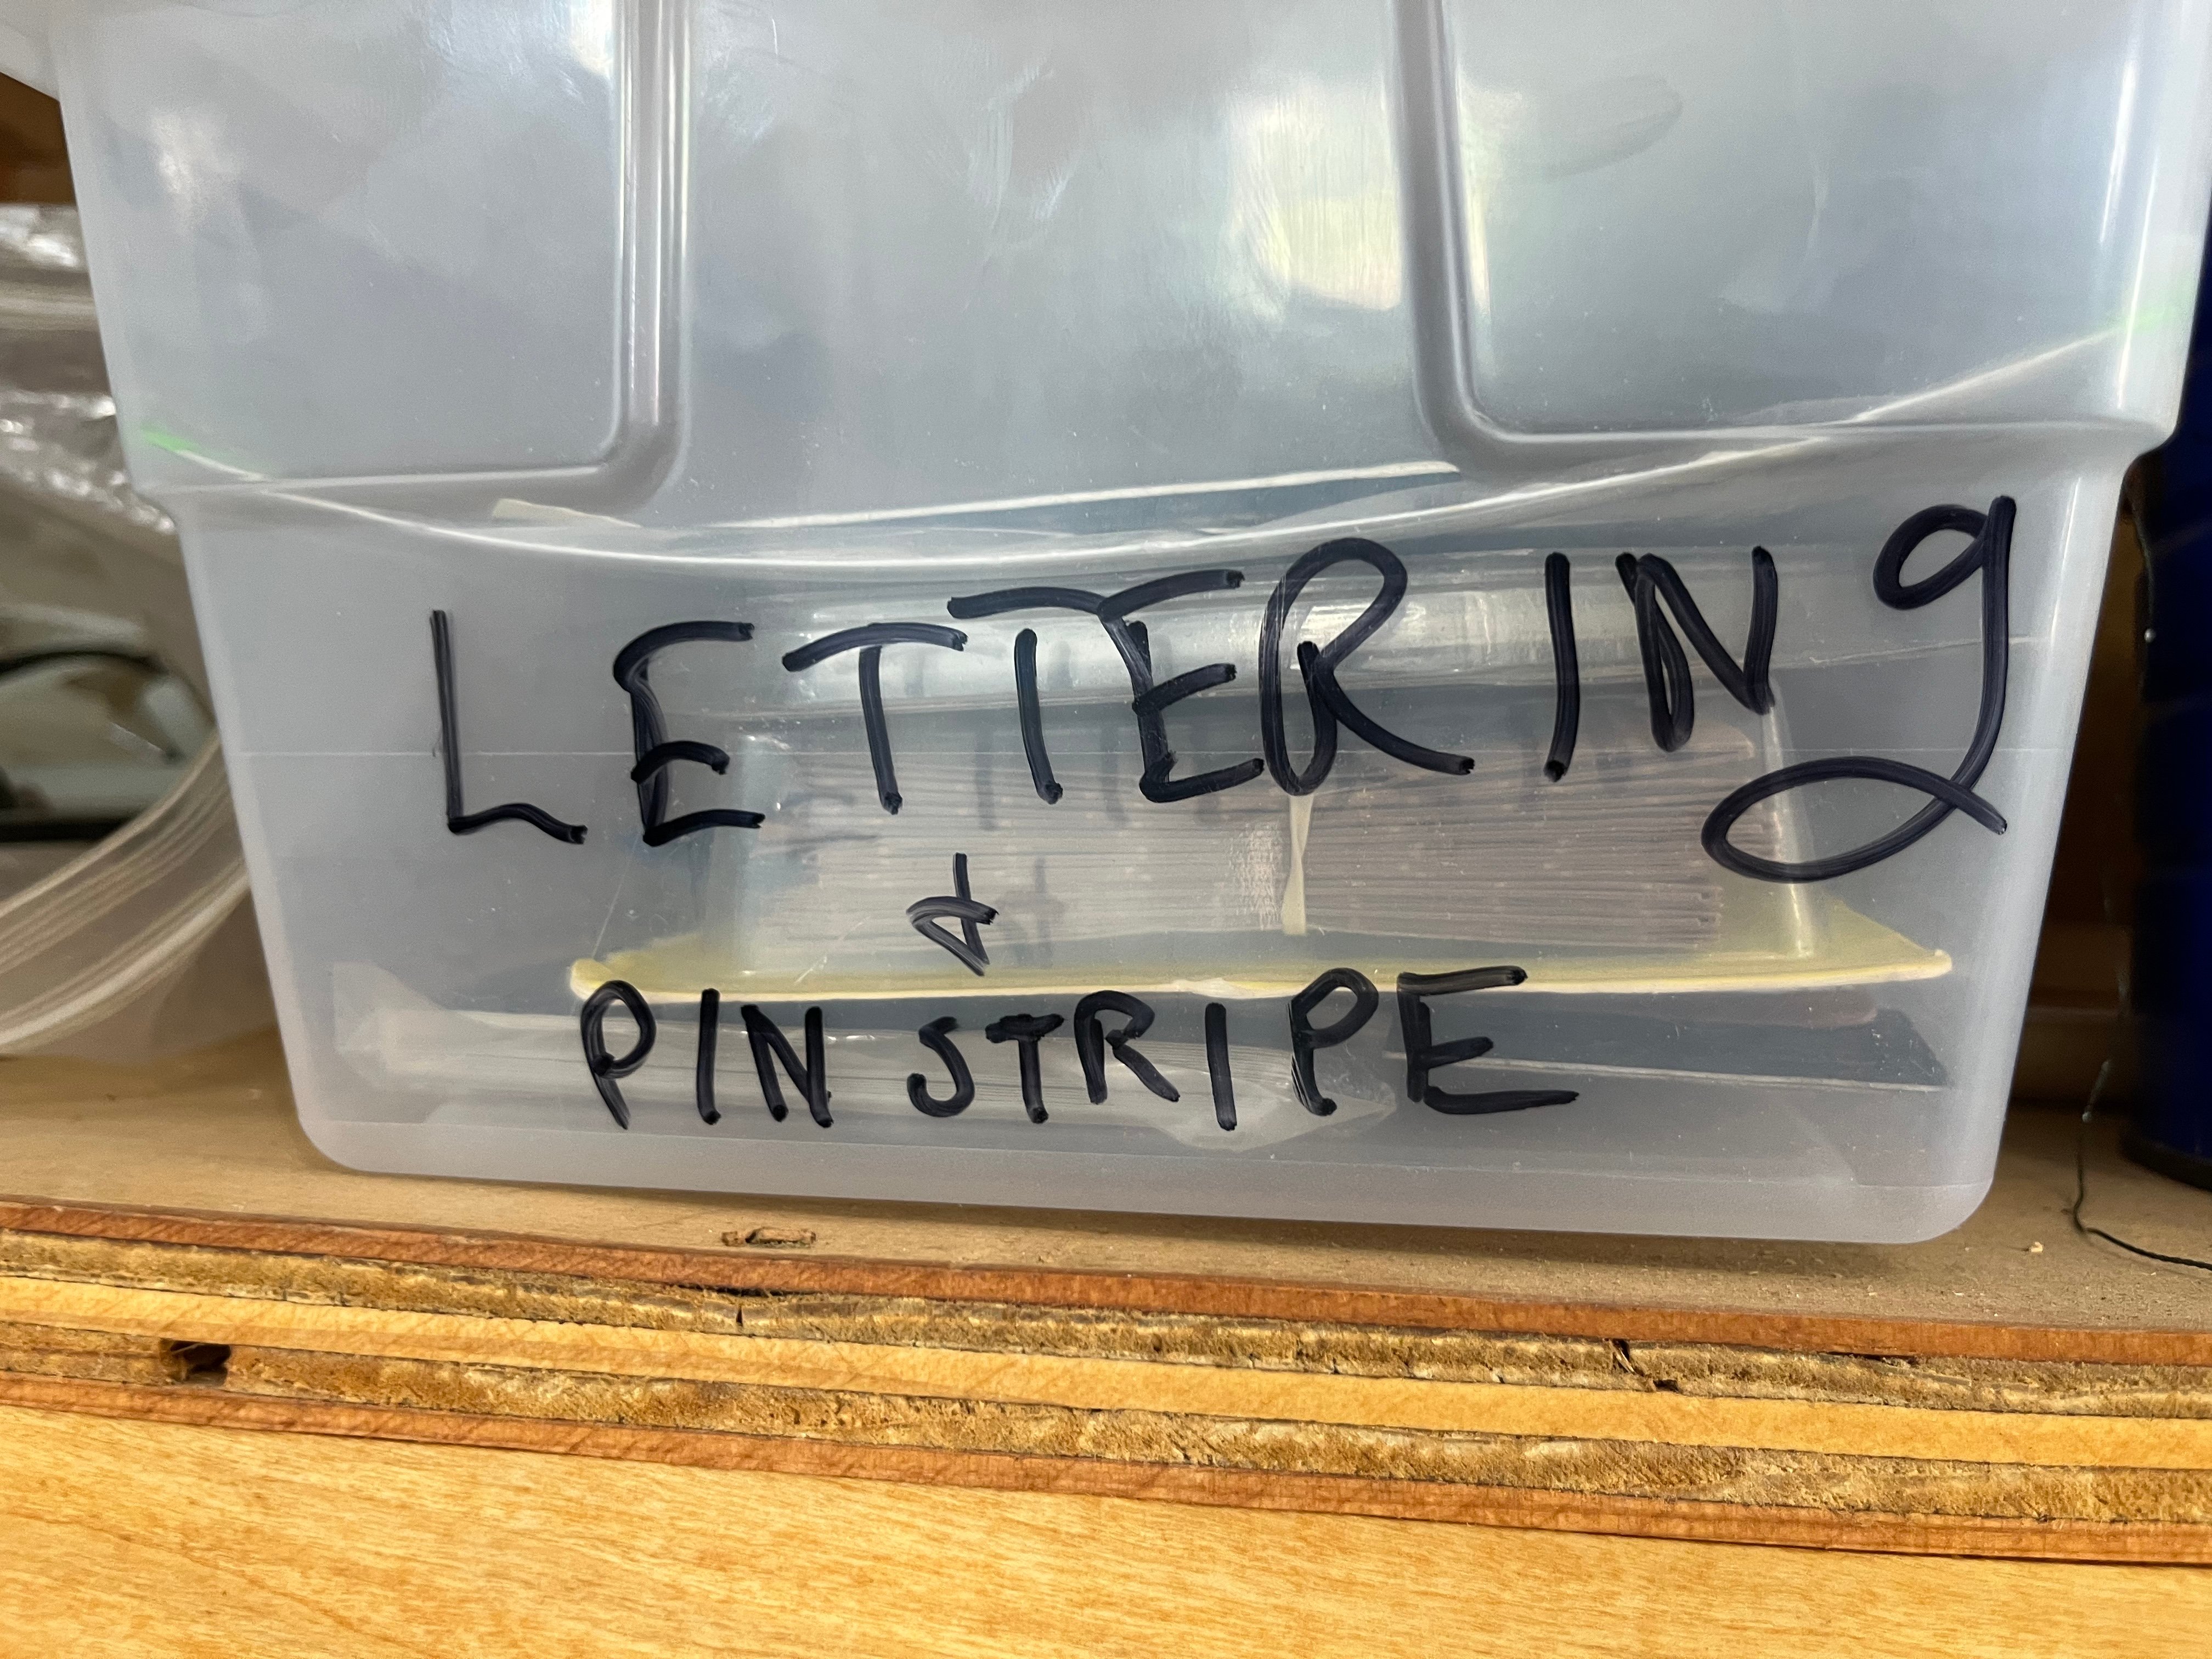 LETTERINg
&
PIN STRIPE